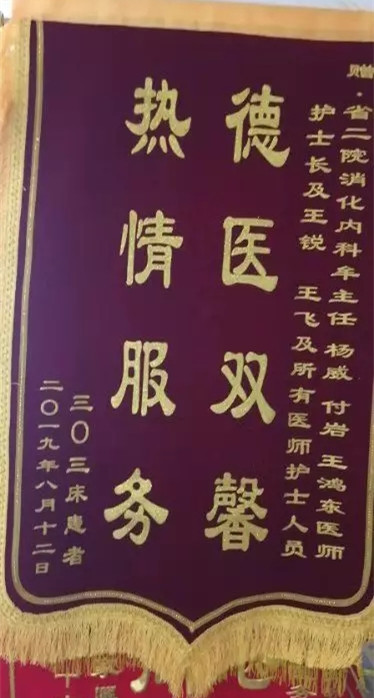 赠·省二院消化内科牟主任 杨威 付岩 王鸿东医师
护士长及王锐 王飞及所有医师护士人员
德医双馨
热情服务
三〇三床患者
二〇一九年八月十二日